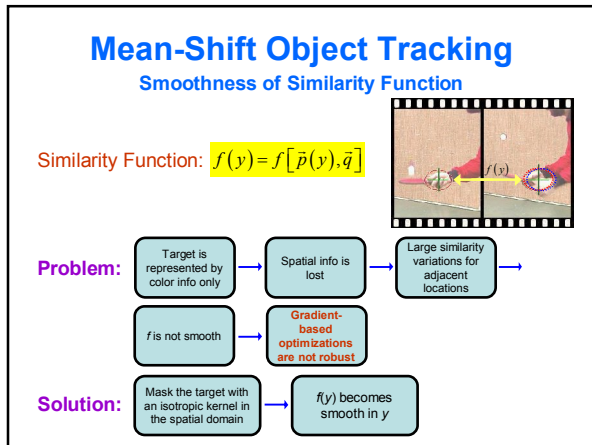 Mean-Shift Object Tracking
Smoothness of Similarity Function
Similarity Function: f(y) = f[p⃗(y), q⃗]
f(y)
Problem:
Target is
represented by
color info only
Spatial info is
lost
Large similarity
variations for
adjacent
locations
f is not smooth
Gradient-
based
optimizations
are not robust
Solution:
Mask the target with
an isotropic kernel in
the spatial domain
f(y) becomes
smooth in y